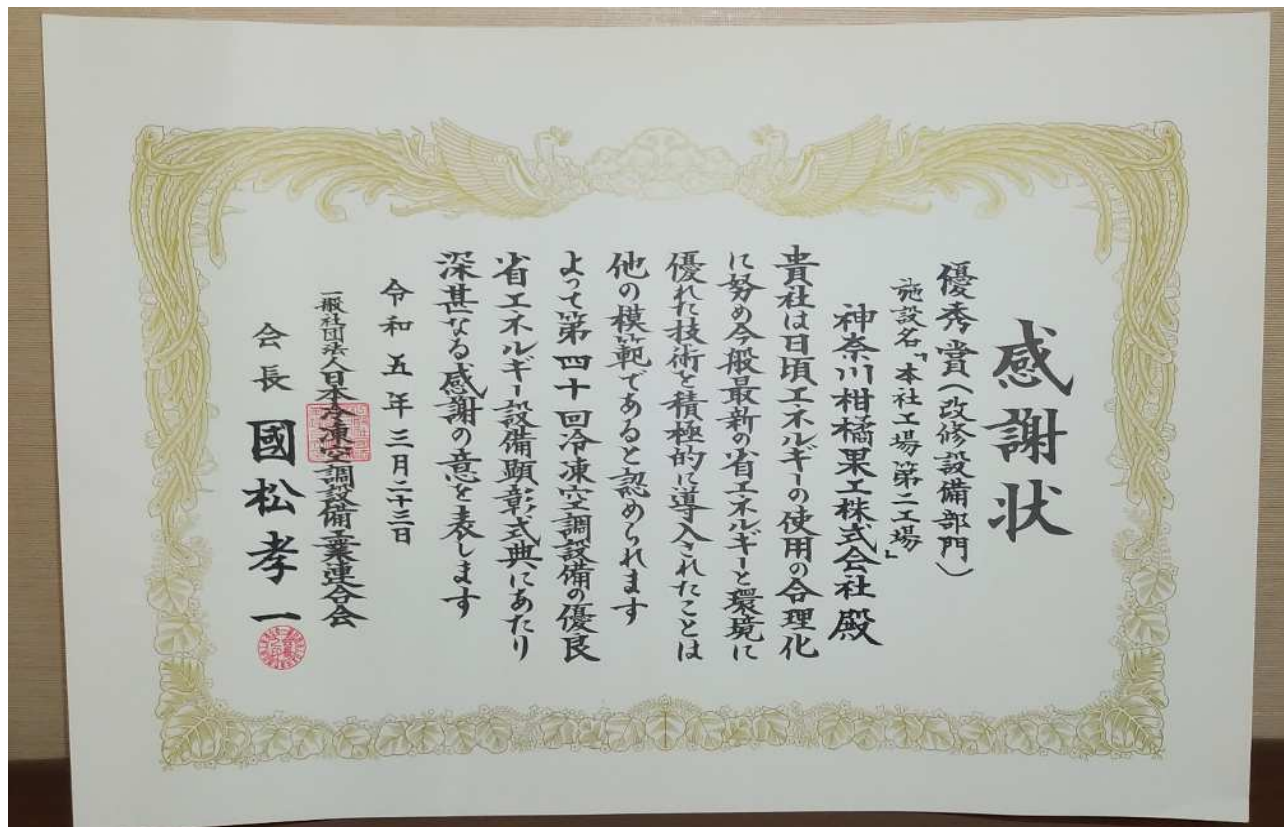 感謝状
優秀賞(改修設備部門)
施設名「本社工場第二工場」
神奈川柑橘果工株式会社 殿
貴社は日頃エネルギーの使用の合理化
に努め今般最新の省エネルギーと環境に
優れた技術を積極的に導入されたことは
他の模範であると認められます
よって第四十回冷凍空調設備の優良
省エネルギー設備顕彰式典にあたり
深甚なる感謝の意を表します
令和五年三月二十三日
一般社団法人日本冷凍空調設備工業連合会
会長 國松孝一